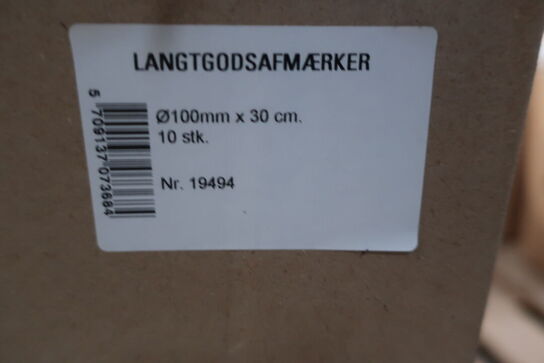 LANGTGODSAFMÆRKER
Ø100mm x 30 cm.
10 stk.
Nr. 19494
5 709137 073684